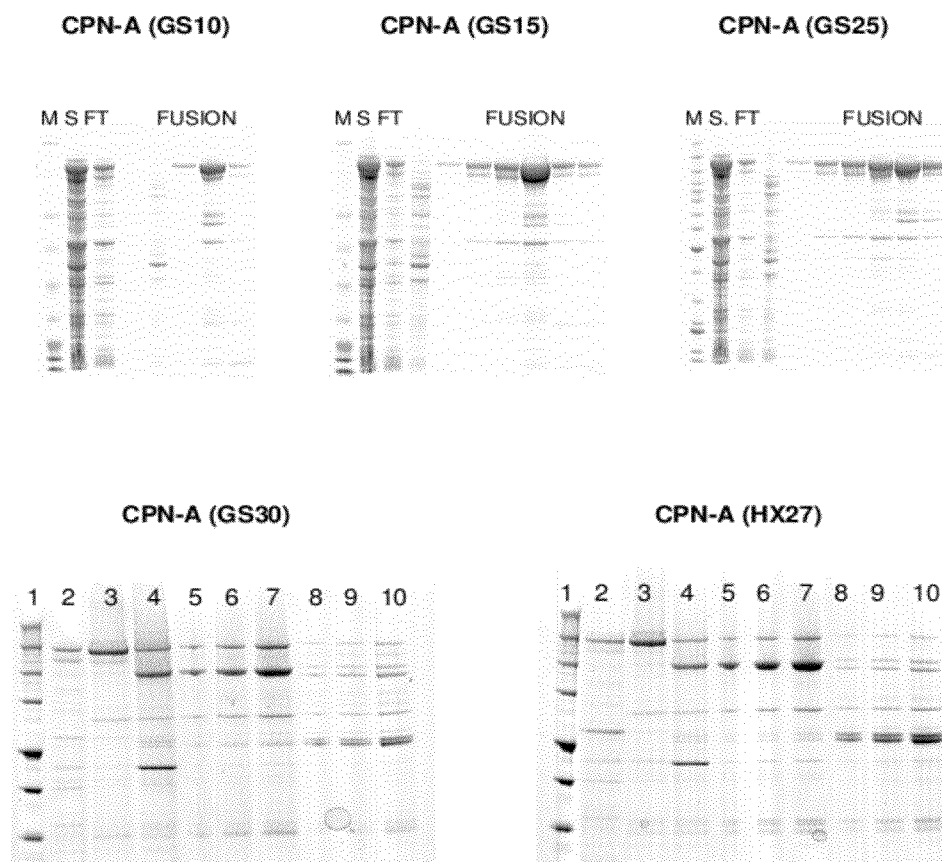 CPN-A (GS10) CPN-A (GS15) CPN-A (GS25)
M S FT FUSION M S FT FUSION M S. FT FUSION
CPN-A (GS30) CPN-A (HX27)
1 2 3 4 5 6 7 8 9 10 1 2 3 4 5 6 7 8 9 10